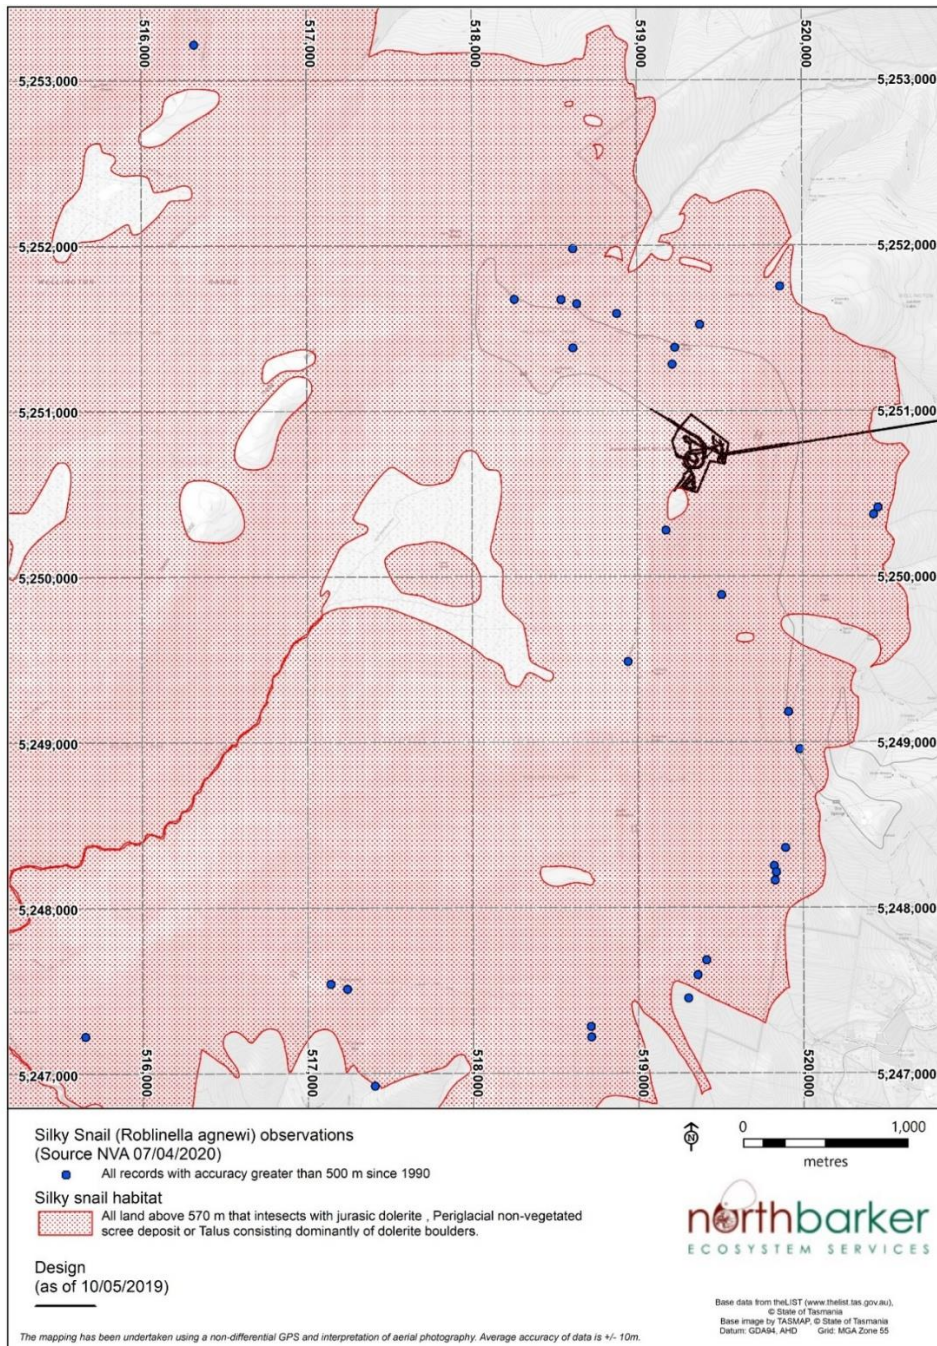 516,000
517,000
518,000
519,000
520,000
5,253,000
5,253,000
5,252,000
5,252,000
WELLINGTON RANGE
5,251,000
5,251,000
5,250,000
5,250,000
5,249,000
5,249,000
5,248,000
5,248,000
5,247,000
5,247,000
516,000
517,000
518,000
519,000
520,000
Silky Snail (Roblinella agnewi) observations
(Source NVA 07/04/2020)
All records with accuracy greater than 500 m since 1990
Silky snail habitat
All land above 570 m that intesects with jurasic dolerite , Periglacial non-vegetated
scree deposit or Talus consisting dominantly of dolerite boulders.
Design
(as of 10/05/2019)
The mapping has been undertaken using a non-differential GPS and interpretation of aerial photography. Average accuracy of data is +/- 10m.
N
0 1,000
metres
northbarker
ECOSYSTEM SERVICES
Base data from theLIST (www.thelist.tas.gov.au),
© State of Tasmania
Base image by TASMAP, © State of Tasmania
Datum: GDA94, AHD Grid: MGA Zone 55